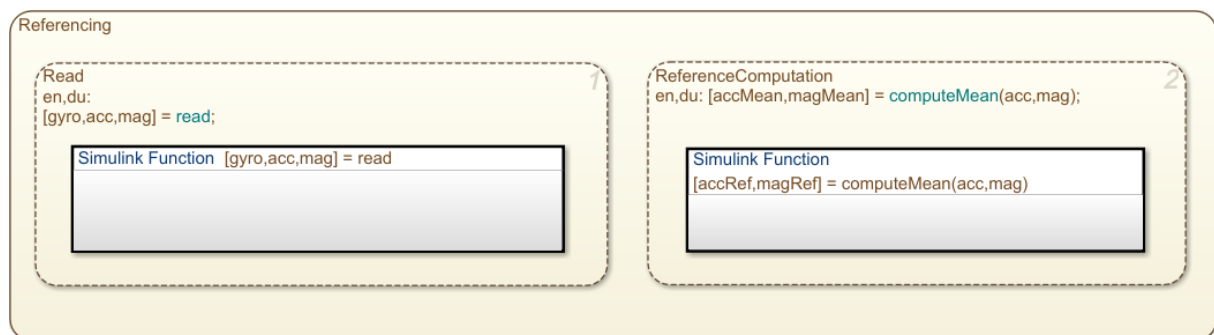 Referencing
Read
1
en,du:
[gyro,acc,mag] = read;
Simulink Function [gyro,acc,mag] = read
ReferenceComputation
2
en,du: [accMean,magMean] = computeMean(acc,mag);
Simulink Function
[accRef,magRef] = computeMean(acc,mag)